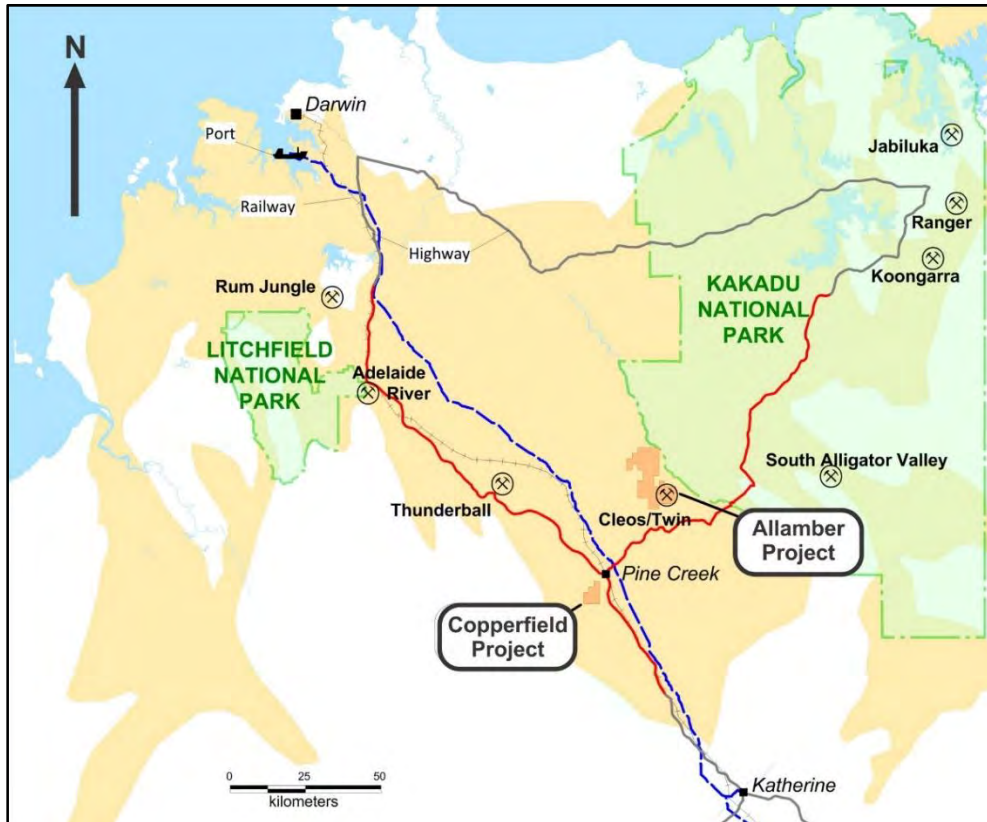 N
Darwin
Port
Jabiluka
Railway
Ranger
Highway
Koongarra
Rum Jungle
KAKADU
NATIONAL
PARK
LITCHFIELD
NATIONAL
PARK
Adelaide
River
South Alligator Valley
Thunderball
Cleos/Twin
Allamber
Project
Pine Creek
Copperfield
Project
0 25 50
kilometers
Katherine